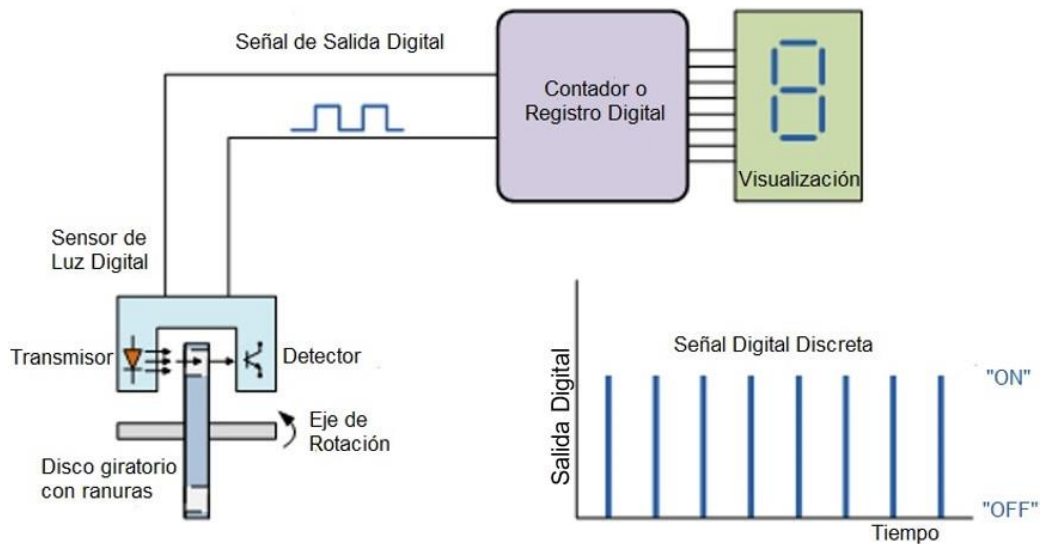 Señal de Salida Digital
Contador o
Registro Digital
Visualización
Sensor de
Luz Digital
Transmisor
Detector
Eje de
Rotación
Disco giratorio
con ranuras
Señal Digital Discreta
Salida Digital
"ON"
"OFF"
Tiempo